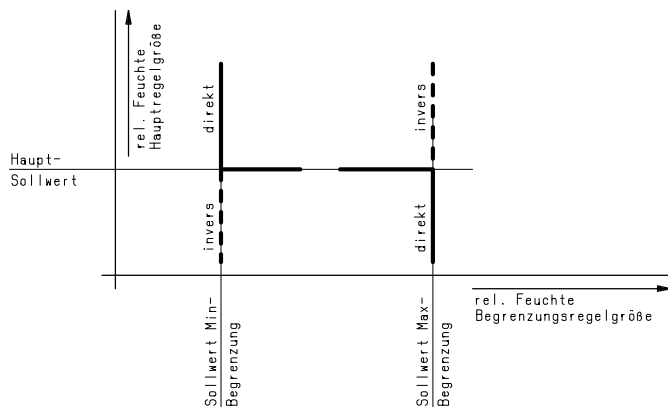 rel. Feuchte
Hauptregelgröße
direkt
invers
Haupt-
Sollwert
invers
direkt
rel. Feuchte
Begrenzungsregelgröße
Sollwert Min-
Begrenzung
Sollwert Max-
Begrenzung